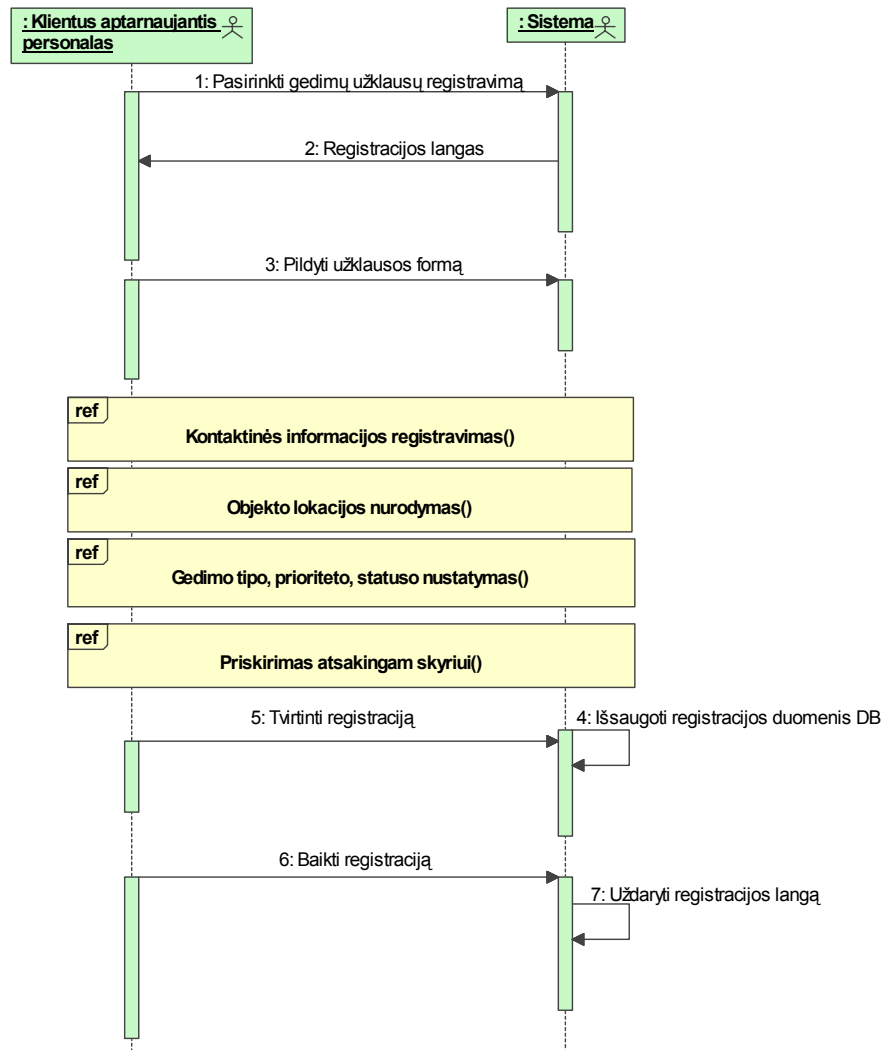 : Klientus aptarnaujantis
personalas
: Sistema
1: Pasirinkti gedimų užklausų registravimą
2: Registracijos langas
3: Pildyti užklausos formą
ref
Kontaktinės informacijos registravimas()
ref
Objekto lokacijos nurodymas()
ref
Gedimo tipo, prioriteto, statuso nustatymas()
ref
Priskirimas atsakingam skyriui()
5: Tvirtinti registraciją
4: Išsaugoti registracijos duomenis DB
6: Baikti registraciją
7: Uždaryti registracijos langą